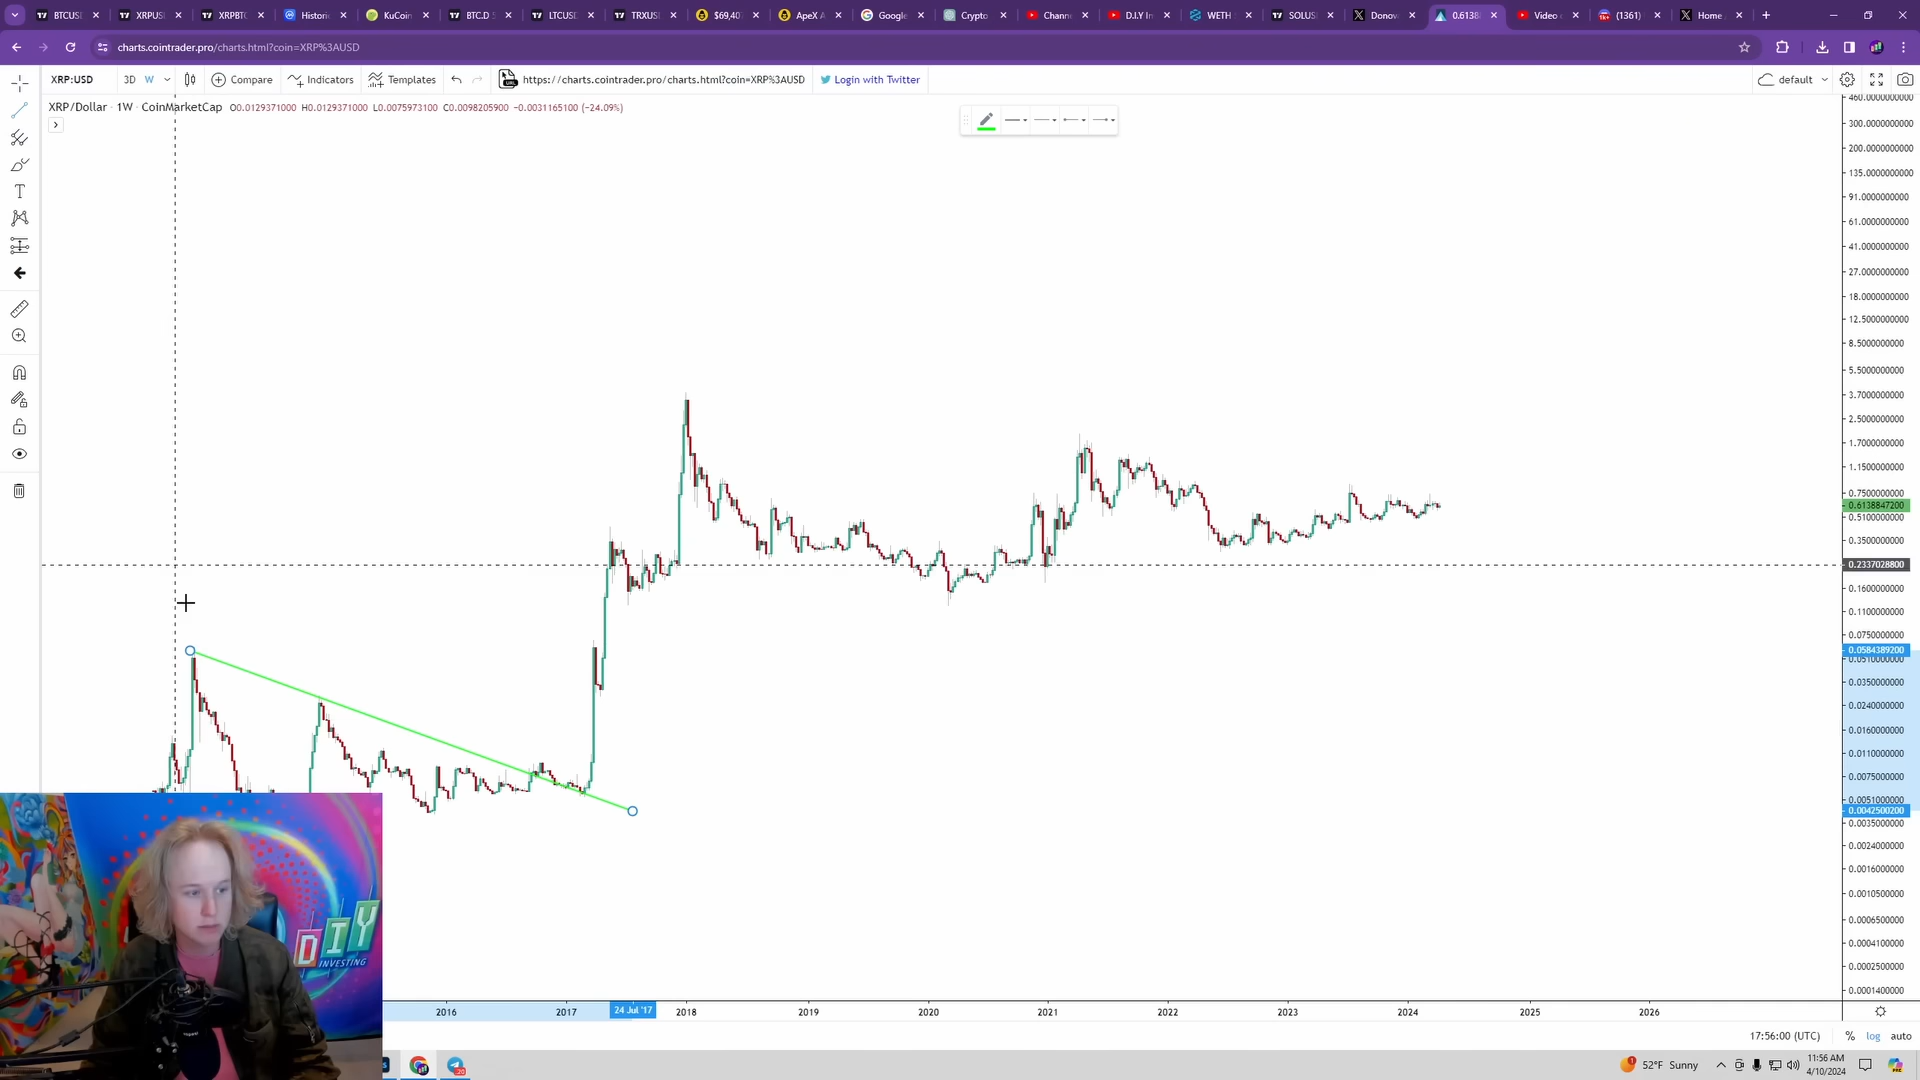 BTCUS
XRPUS
XRPBTC
Histori
KuCoin
BTC.D
LTCUSD
TRXUS
$69,40
ApeX A
Google
Crypto
Chann
D.I.Y In
WETH
SOLUS
Donov
0.6138
Video
(1361)
Home
charts.cointrader.pro/charts.html?coin=XRP%3AUSD
XRP:USD 3D W Compare Indicators Templates https://charts.cointrader.pro/charts.html?coin=XRP%3AUSD Login with Twitter default
XRP/Dollar · 1W · CoinMarketCap O0.0129371000 H0.0129371000 L0.0075973100 C0.0098205900 −0.0031165100 (−24.09%)
460.0000000000
300.0000000000
200.0000000000
135.0000000000
91.0000000000
61.0000000000
41.0000000000
27.0000000000
18.0000000000
12.5000000000
8.5000000000
5.5000000000
3.7000000000
2.5000000000
1.7000000000
1.1500000000
0.7500000000
0.6138847200
0.5100000000
0.3500000000
0.2337028800
0.1600000000
0.1100000000
0.0750000000
0.0584389200
0.0510000000
0.0350000000
0.0240000000
0.0160000000
0.0110000000
0.0075000000
0.0051000000
0.0042500200
0.0035000000
0.0024000000
0.0016000000
0.0010500000
0.0006500000
0.0004100000
0.0002500000
0.0001400000
DIY
INVESTING
2016 2017 24 Jul '17 2018 2019 2020 2021 2022 2023 2024 2025 2026
17:56:00 (UTC) % log auto
52°F Sunny
11:56 AM
4/10/2024